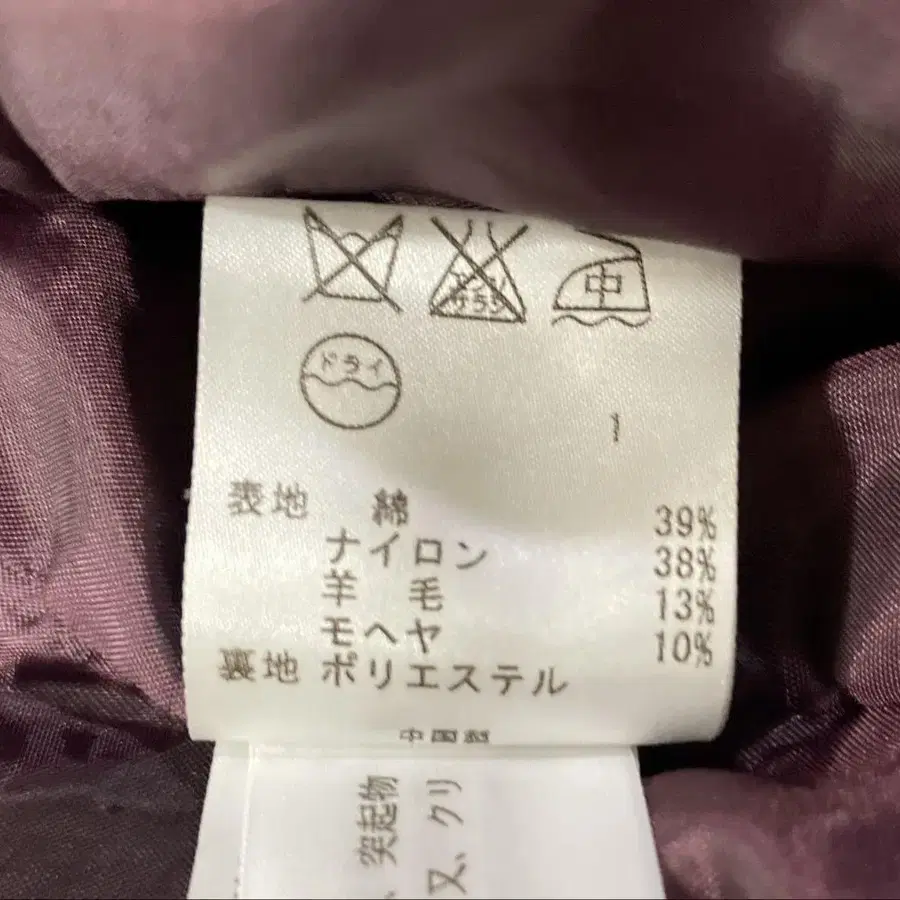 中
ドライ
1
表地 綿 39%
ナイロン 38%
羊毛 13%
モヘヤ 10%
裏地 ポリエステル
中国製
突起物
又、クリ